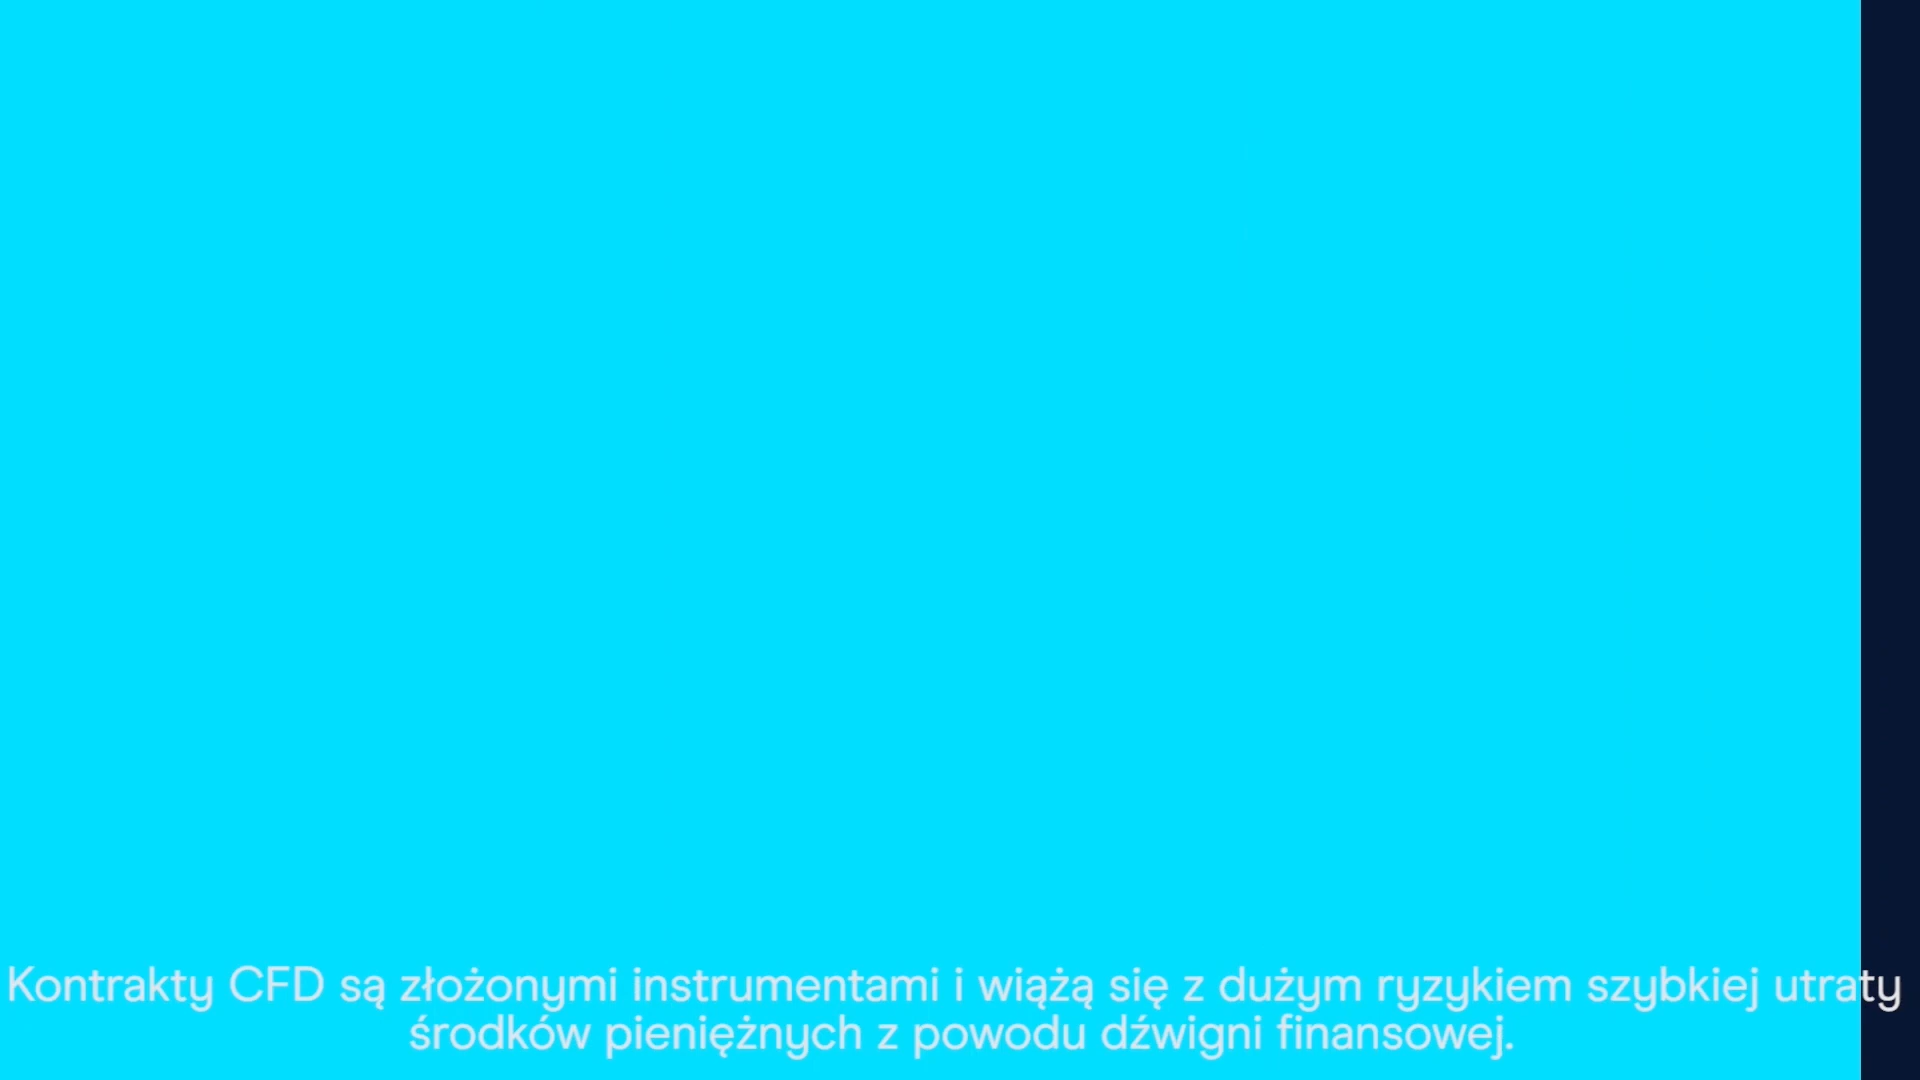 Kontrakty CFD są złożonymi instrumentami i wiążą się z dużym ryzykiem szybkiej utraty
środków pieniężnych z powodu dźwigni finansowej.